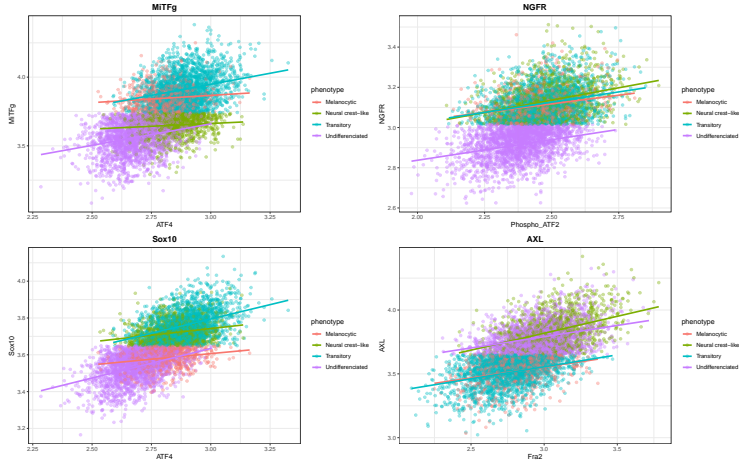 MiTFg
MiTFg
4.0
3.5
2.25
2.50
2.75
3.00
3.25
ATF4
phenotype
Melanocytic
Neural crest-like
Transitory
Undifferenciated
NGFR
NGFR
3.4
3.2
3.0
2.8
2.6
2.00
2.25
2.50
2.75
Phospho_ATF2
phenotype
Melanocytic
Neural crest-like
Transitory
Undifferenciated
Sox10
Sox10
4.0
3.8
3.6
3.4
3.2
2.25
2.50
2.75
3.00
3.25
ATF4
phenotype
Melanocytic
Neural crest-like
Transitory
Undifferenciated
AXL
AXL
4.0
3.5
3.0
2.5
3.0
3.5
Fra2
phenotype
Melanocytic
Neural crest-like
Transitory
Undifferenciated